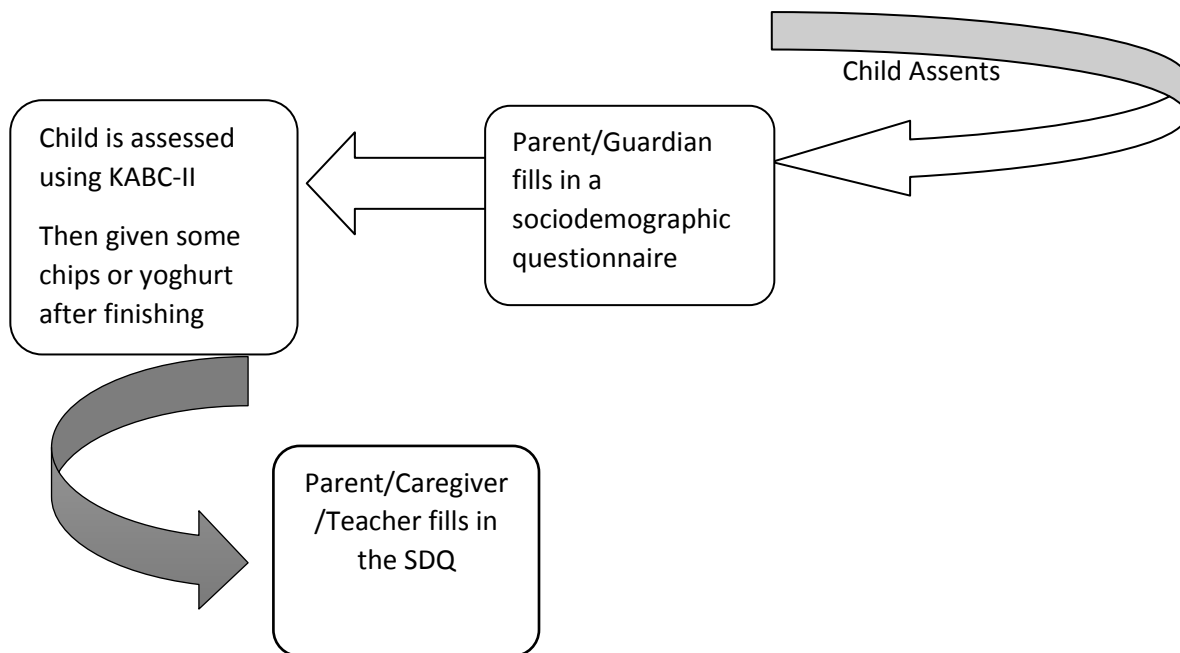 Child Assents
Parent/Guardian
fills in a
sociodemographic
questionnaire
Child is assessed
using KABC-II
Then given some
chips or yoghurt
after finishing
Parent/Caregiver
/Teacher fills in
the SDQ